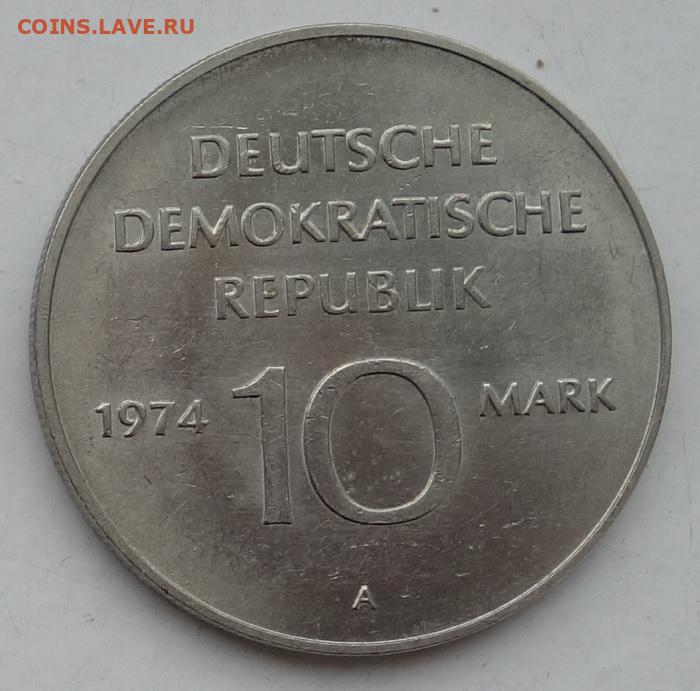 COINS.LAVE.RU
DEUTSCHE
DEMOKRATISCHE
REPUBLIK
1974 10 MARK
A